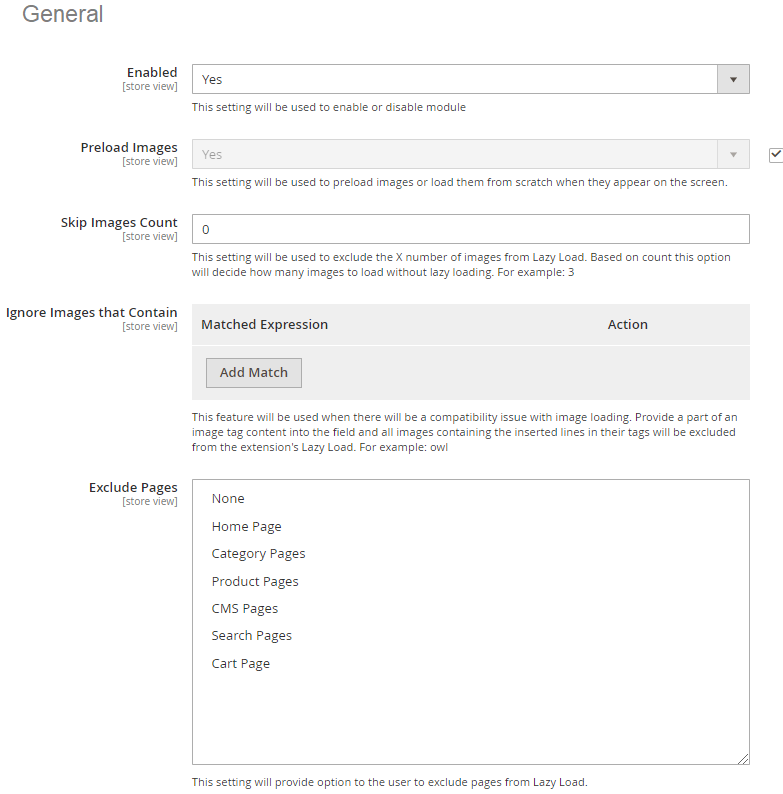 General
Enabled
[store view]
Yes
This setting will be used to enable or disable module
Preload Images
[store view]
Yes
This setting will be used to preload images or load them from scratch when they appear on the screen.
Skip Images Count
[store view]
0
This setting will be used to exclude the X number of images from Lazy Load. Based on count this option
will decide how many images to load without lazy loading. For example: 3
Ignore Images that Contain
[store view]
Matched Expression Action
Add Match
This feature will be used when there will be a compatibility issue with image loading. Provide a part of an
image tag content into the field and all images containing the inserted lines in their tags will be excluded
from the extension's Lazy Load. For example: owl
Exclude Pages
[store view]
None
Home Page
Category Pages
Product Pages
CMS Pages
Search Pages
Cart Page
This setting will provide option to the user to exclude pages from Lazy Load.